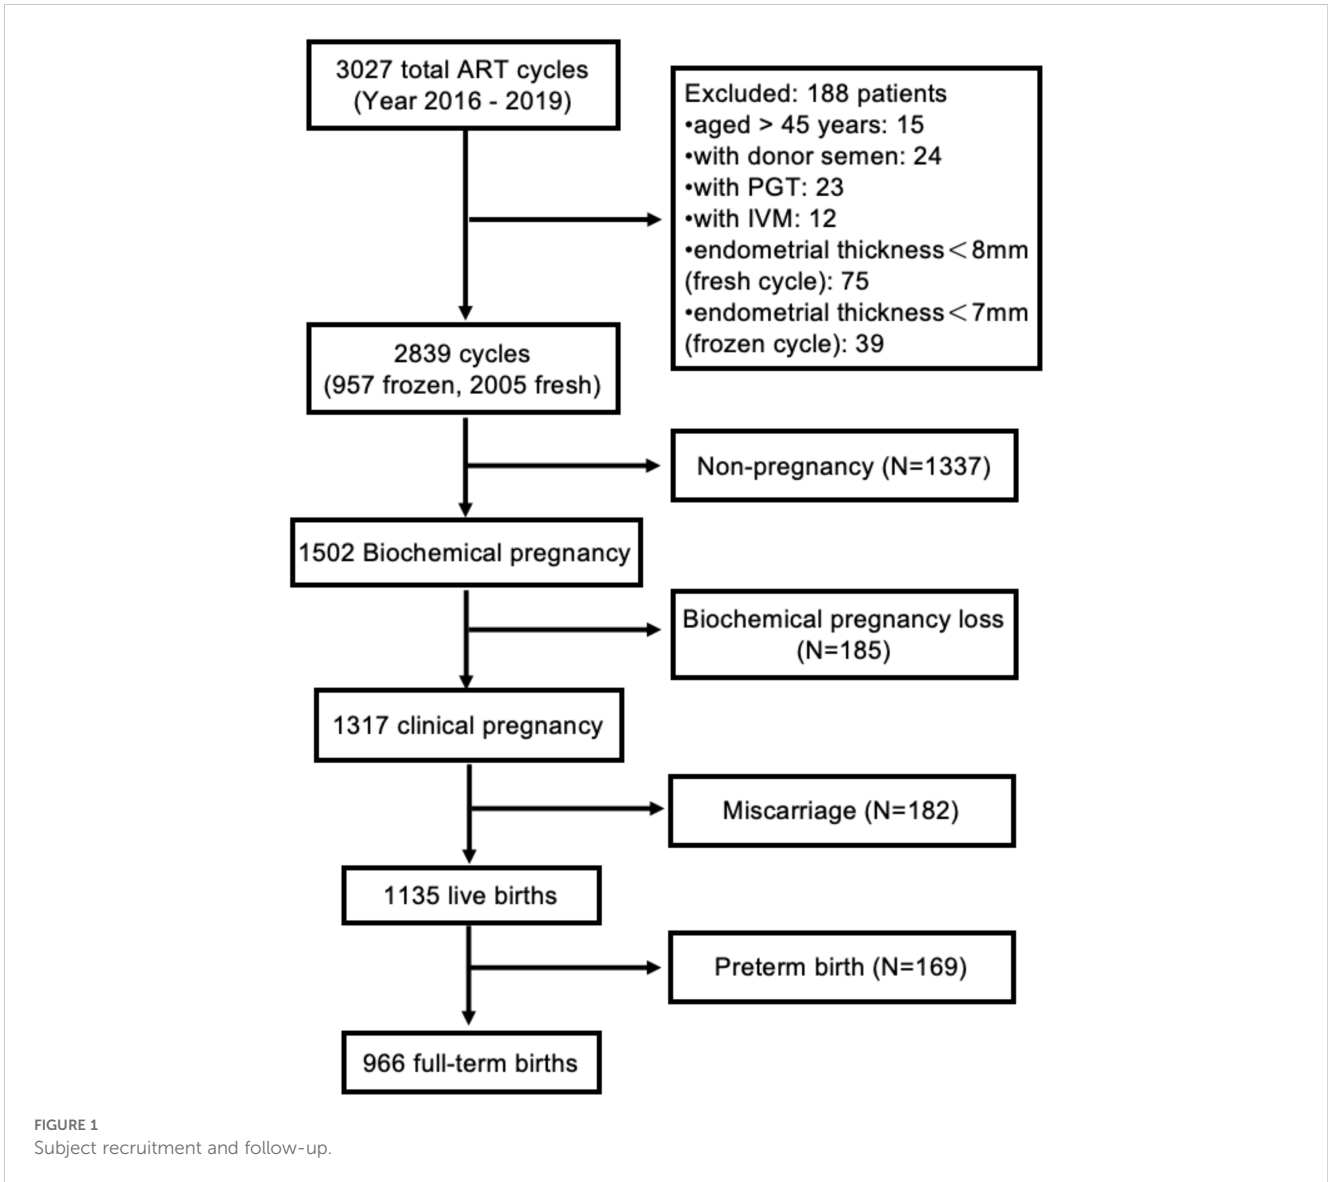 3027 total ART cycles
(Year 2016 - 2019)
Excluded: 188 patients
•aged > 45 years: 15
•with donor semen: 24
•with PGT: 23
•with IVM: 12
•endometrial thickness<8mm
(fresh cycle): 75
•endometrial thickness<7mm
(frozen cycle): 39
2839 cycles
(957 frozen, 2005 fresh)
Non-pregnancy (N=1337)
1502 Biochemical pregnancy
Biochemical pregnancy loss
(N=185)
1317 clinical pregnancy
Miscarriage (N=182)
1135 live births
Preterm birth (N=169)
966 full-term births
FIGURE 1
Subject recruitment and follow-up.